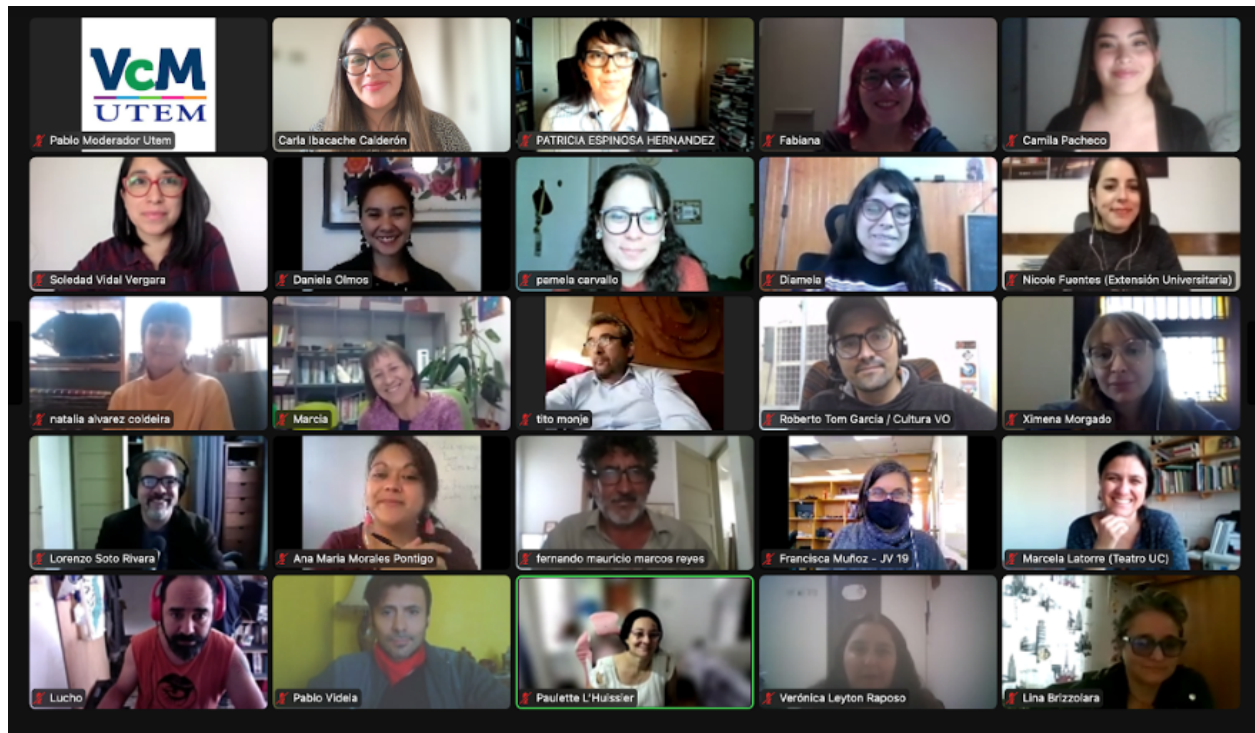 VcM
UTEM
Pablo Moderador Utem
Carla Ibacache Calderón
PATRICIA ESPINOSA HERNANDEZ
Fabiana
Camila Pacheco
Soledad Vidal Vergara
Daniela Olmos
pamela carvallo
Diamela
Nicole Fuentes (Extensión Universitaria)
natalia alvarez coldeira
Marcia
tito monje
Roberto Tom García / Cultura VO
Ximena Morgado
Lorenzo Soto Rivara
Ana Maria Morales Pontigo
fernando mauricio marcos reyes
Francisca Muñoz - JV 19
Marcela Latorre (Teatro UC)
Lucho
Pablo Videla
Paulette L'Huissier
Verónica Leyton Raposo
Lina Brizzolara